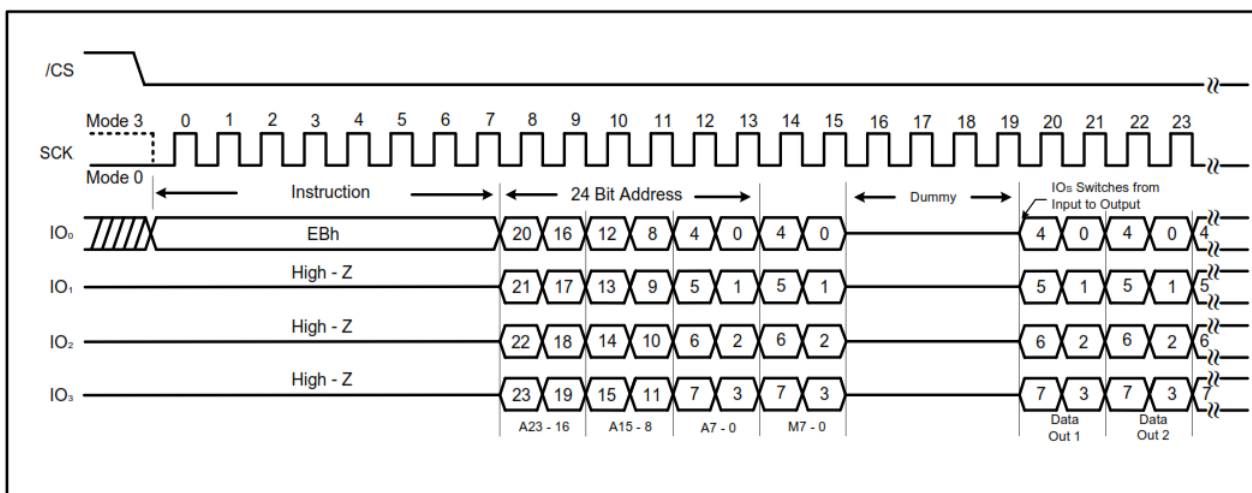 /CS
Mode 3 0 1 2 3 4 5 6 7 8 9 10 11 12 13 14 15 16 17 18 19 20 21 22 23
SCK
Mode 0
Instruction 24 Bit Address Dummy IOs Switches from
Input to Output
IO₀ EBh 20 16 12 8 4 0 4 0 4 0 4 0 4
High - Z
IO₁ 21 17 13 9 5 1 5 1 5 1 5 1 5
High - Z
IO₂ 22 18 14 10 6 2 6 2 6 2 6 2 6
High - Z
IO₃ 23 19 15 11 7 3 7 3 7 3 7 3 7
A23 - 16 A15 - 8 A7 - 0 M7 - 0 Data Data
Out 1 Out 2